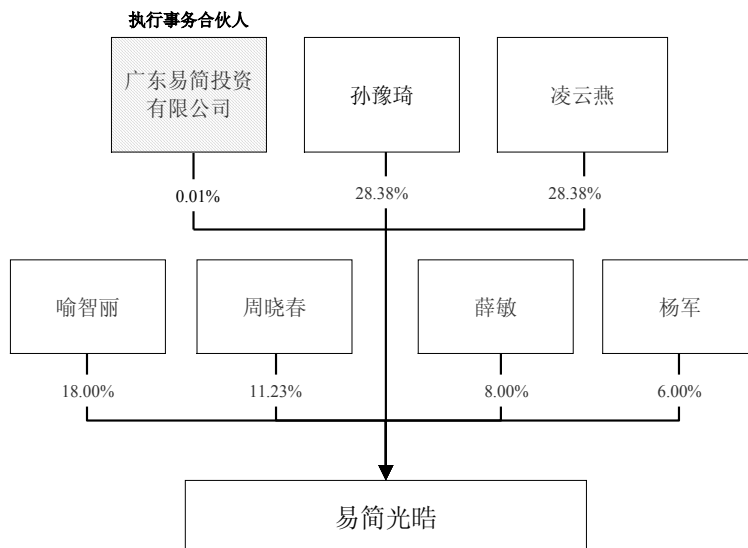 执行事务合伙人
广东易简投资
有限公司
孙豫琦
凌云燕
0.01%
28.38%
28.38%
喻智丽
周晓春
薛敏
杨军
18.00%
11.23%
8.00%
6.00%
易简光晧